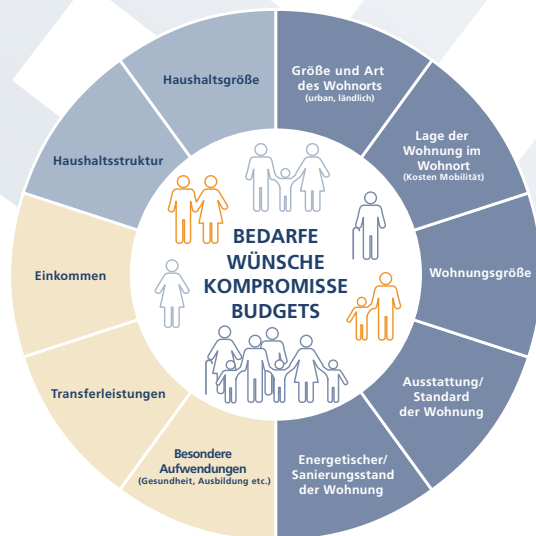 Haushaltsgröße
Größe und Art
des Wohnorts
(urban, ländlich)
Lage der
Wohnung im
Wohnort
(Kosten Mobilität)
Wohnungsgröße
Ausstattung/
Standard
der Wohnung
Energetischer/
Sanierungsstand
der Wohnung
Besondere
Aufwendungen
(Gesundheit, Ausbildung etc.)
Transferleistungen
Einkommen
Haushaltsstruktur
BEDARFE
WÜNSCHE
KOMPROMISSE
BUDGETS